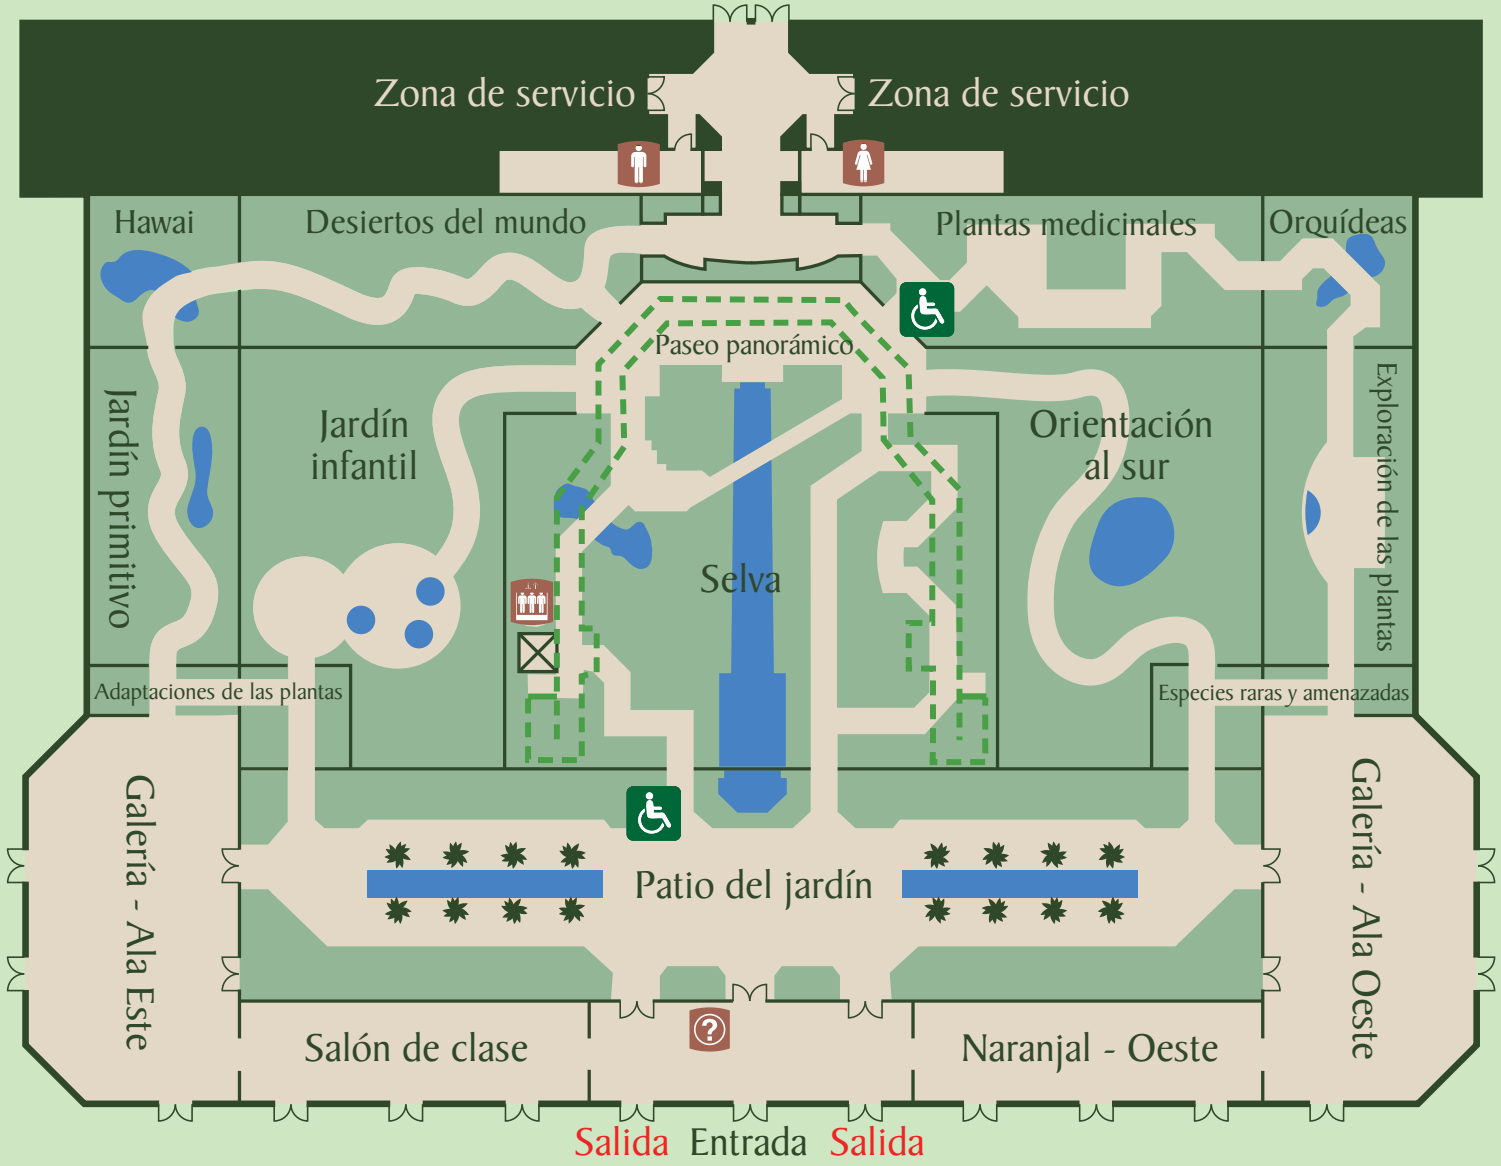 Zona de servicio
Zona de servicio
Hawai
Desiertos del mundo
Plantas medicinales
Orquídeas
Paseo panorámico
Jardín primitivo
Jardín
infantil
Orientación
al sur
Exploración de las plantas
Selva
Adaptaciones de las plantas
Especies raras y amenazadas
Galería - Ala Este
Patio del jardín
Galería - Ala Oeste
?
Salón de clase
Naranjal - Oeste
Salida Entrada Salida